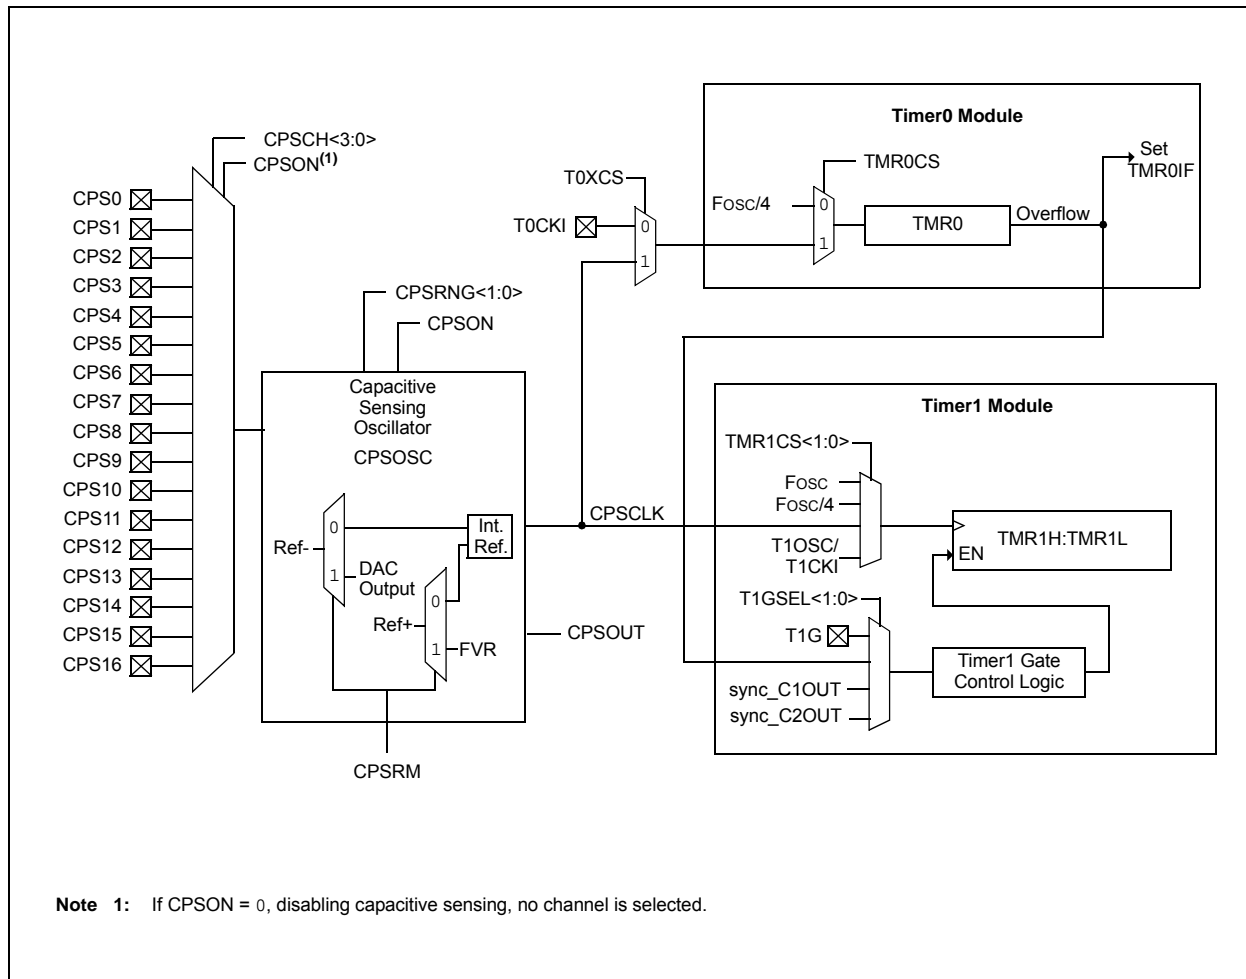 CPSCH<3:0>
CPSON(1)
CPS0
CPS1
CPS2
CPS3
CPS4
CPS5
CPS6
CPS7
CPS8
CPS9
CPS10
CPS11
CPS12
CPS13
CPS14
CPS15
CPS16
CPSRNG<1:0>
CPSON
Capacitive
Sensing
Oscillator
CPSOSC
0
Ref-
1
DAC
Output
Int.
Ref.
0
Ref+
1
FVR
CPSRM
CPSCLK
CPSOUT
T0XCS
T0CKI
0
1
Timer0 Module
TMR0CS
FOSC/4
0
1
TMR0
Overflow
Set
TMR0IF
Timer1 Module
TMR1CS<1:0>
FOSC
FOSC/4
T1OSC/
T1CKI
TMR1H:TMR1L
EN
T1GSEL<1:0>
T1G
sync_C1OUT
sync_C2OUT
Timer1 Gate
Control Logic
Note 1: If CPSON = 0, disabling capacitive sensing, no channel is selected.